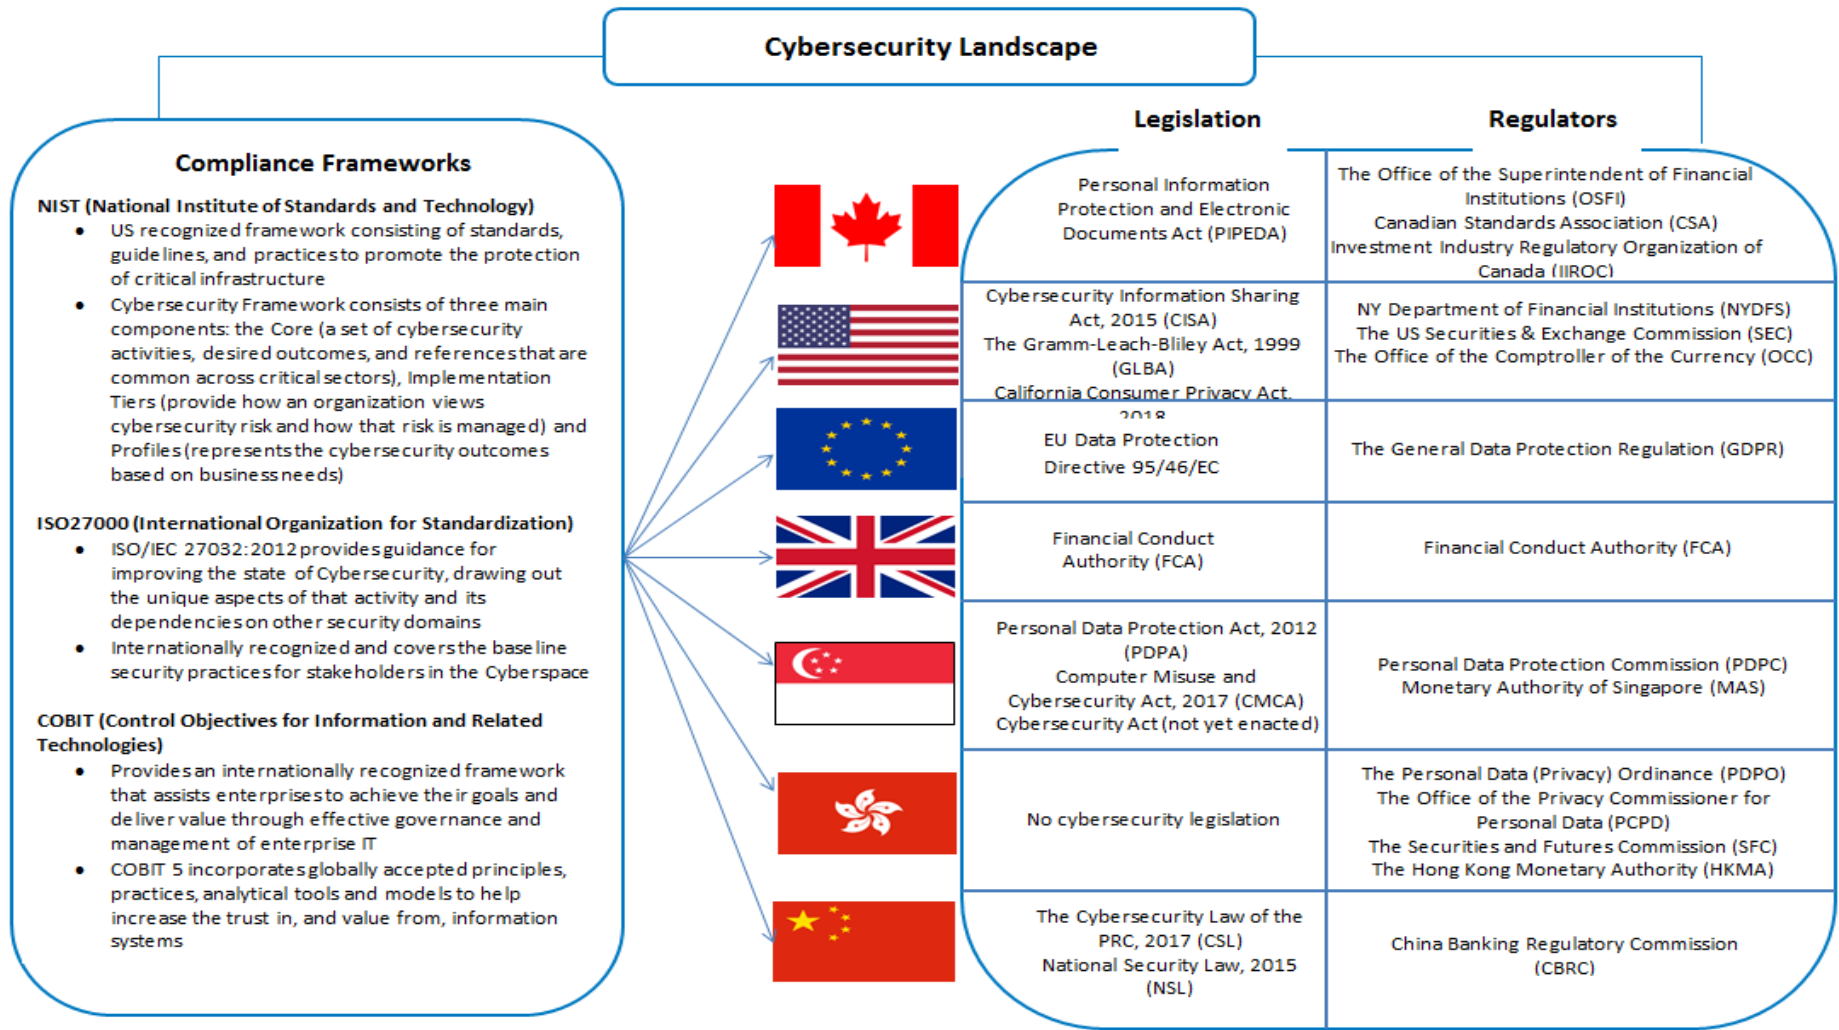 Cybersecurity Landscape
Compliance Frameworks
NIST (National Institute of Standards and Technology)
• US recognized framework consisting of standards,
guidelines, and practices to promote the protection
of critical infrastructure
• Cybersecurity Framework consists of three main
components: the Core (a set of cybersecurity
activities, desired outcomes, and references that are
common across critical sectors), Implementation
Tiers (provide how an organization views
cybersecurity risk and how that risk is managed) and
Profiles (represents the cybersecurity outcomes
based on business needs)
ISO27000 (International Organization for Standardization)
• ISO/IEC 27032:2012 provides guidance for
improving the state of Cybersecurity, drawing out
the unique aspects of that activity and its
dependencies on other security domains
• Internationally recognized and covers the baseline
security practices for stakeholders in the Cyberspace
COBIT (Control Objectives for Information and Related
Technologies)
• Provides an internationally recognized framework
that assists enterprises to achieve their goals and
deliver value through effective governance and
management of enterprise IT
• COBIT 5 incorporates globally accepted principles,
practices, analytical tools and models to help
increase the trust in, and value from, information
systems
Legislation
Regulators
Personal Information
Protection and Electronic
Documents Act (PIPEDA)
The Office of the Superintendent of Financial
Institutions (OSFI)
Canadian Standards Association (CSA)
Investment Industry Regulatory Organization of
Canada (IIROC)
Cybersecurity Information Sharing
Act, 2015 (CISA)
The Gramm-Leach-Bliley Act, 1999
(GLBA)
California Consumer Privacy Act,
2018
NY Department of Financial Institutions (NYDFS)
The US Securities & Exchange Commission (SEC)
The Office of the Comptroller of the Currency (OCC)
EU Data Protection
Directive 95/46/EC
The General Data Protection Regulation (GDPR)
Financial Conduct
Authority (FCA)
Financial Conduct Authority (FCA)
Personal Data Protection Act, 2012
(PDPA)
Computer Misuse and
Cybersecurity Act, 2017 (CMCA)
Cybersecurity Act (not yet enacted)
Personal Data Protection Commission (PDPC)
Monetary Authority of Singapore (MAS)
No cybersecurity legislation
The Personal Data (Privacy) Ordinance (PDPO)
The Office of the Privacy Commissioner for
Personal Data (PCPD)
The Securities and Futures Commission (SFC)
The Hong Kong Monetary Authority (HKMA)
The Cybersecurity Law of the
PRC, 2017 (CSL)
National Security Law, 2015
(NSL)
China Banking Regulatory Commission
(CBRC)